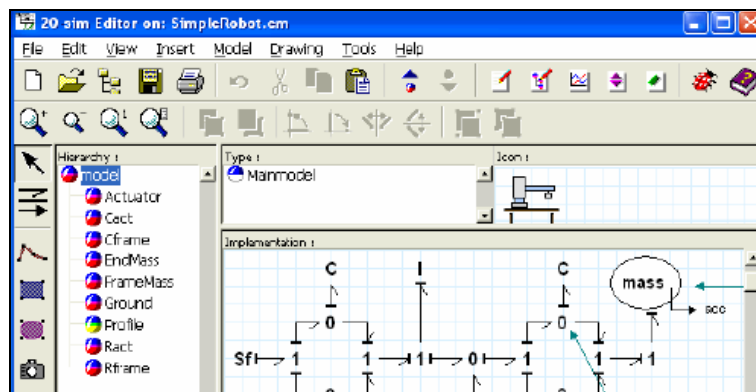 20 sim Editor on: SimpleRobot.em
File Edit View Insert Model Drawing Tools Help
Hierarchy :
model
Actuator
Cact
Cframe
EndMass
FrameMass
Ground
Profile
Ract
Rframe
Type :
Mainmodel
Icon :
Implementation :
C I C
mass
acc
0 0
Sf 1 1 1 0 1 1 1